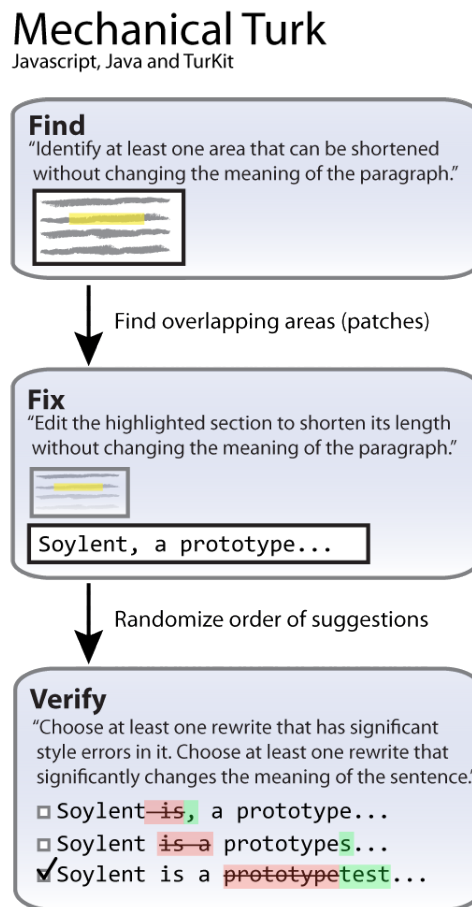 Mechanical Turk
Javascript, Java and TurKit
Find
“Identify at least one area that can be shortened
without changing the meaning of the paragraph.”
Find overlapping areas (patches)
Fix
“Edit the highlighted section to shorten its length
without changing the meaning of the paragraph.”
Soylent, a prototype...
Randomize order of suggestions
Verify
“Choose at least one rewrite that has significant
style errors in it. Choose at least one rewrite that
significantly changes the meaning of the sentence.”
Soylent is, a prototype...
Soylent is a prototypes...
Soylent is a prototypetest...